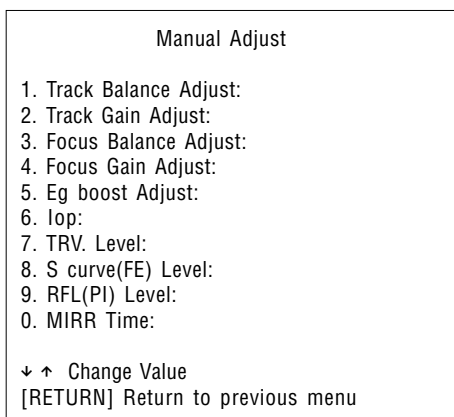 Manual Adjust
1. Track Balance Adjust:
2. Track Gain Adjust:
3. Focus Balance Adjust:
4. Focus Gain Adjust:
5. Eg boost Adjust:
6. Iop:
7. TRV. Level:
8. S curve(FE) Level:
9. RFL(PI) Level:
0. MIRR Time:
↓ ↑ Change Value
[RETURN] Return to previous menu